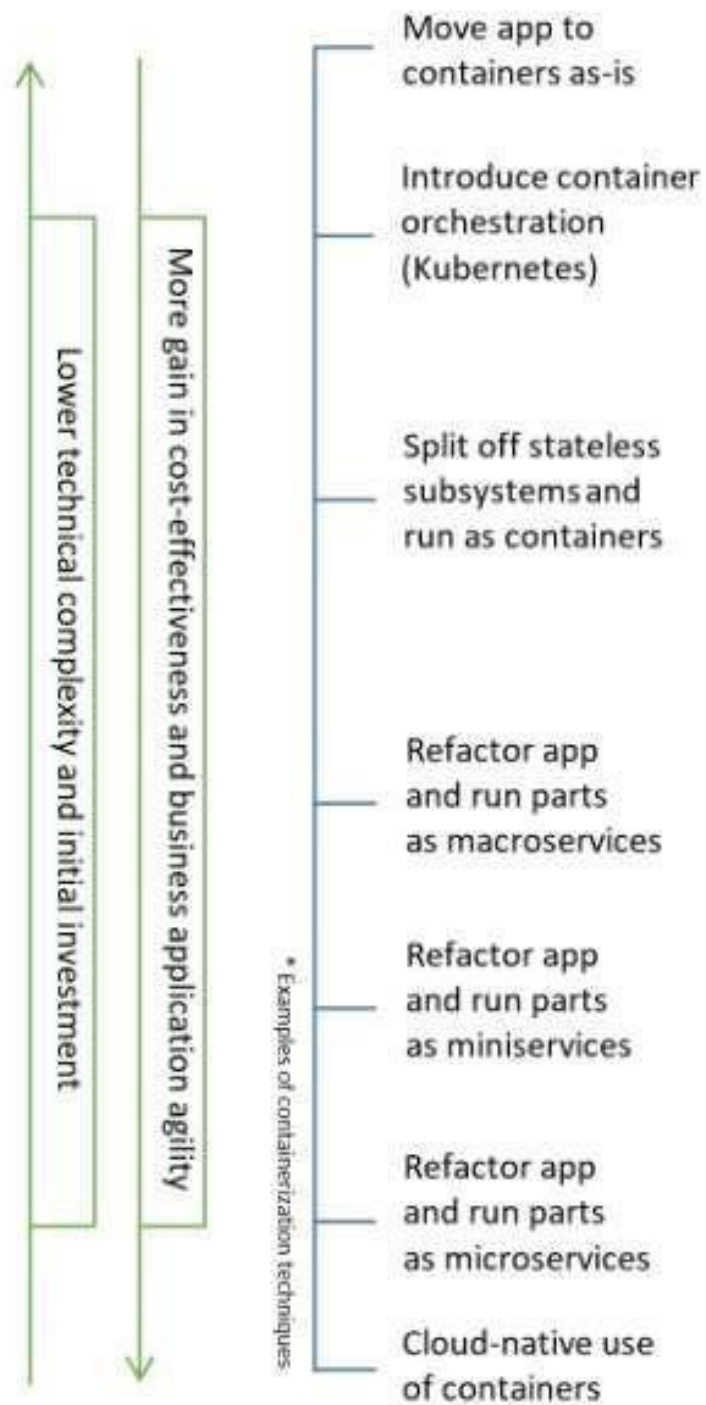 Move app to
containers as-is
Introduce container
orchestration
(Kubernetes)
Split off stateless
subsystems and
run as containers
Refactor app
and run parts
as macroservices
Refactor app
and run parts
as miniservices
Refactor app
and run parts
as microservices
Cloud-native use
of containers
More gain in cost-effectiveness and business application agility
Lower technical complexity and initial investment
* Examples of containerization techniques.